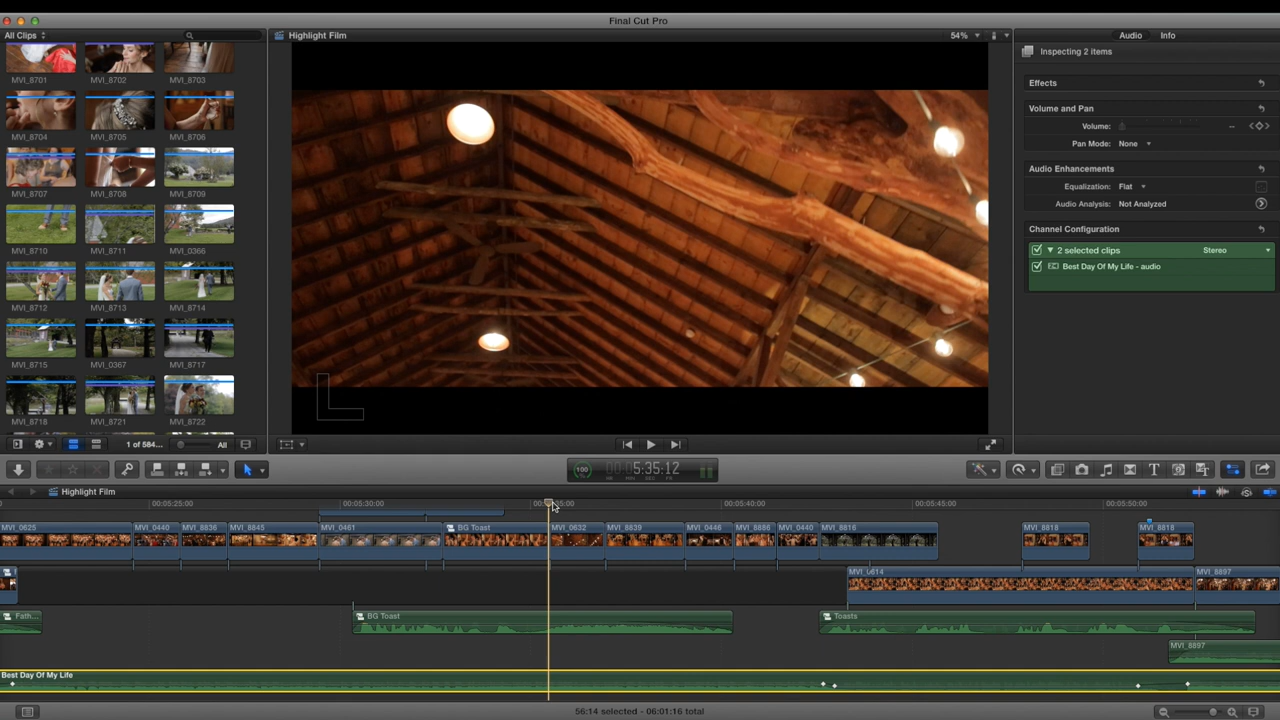 Final Cut Pro
All Clips
Highlight Film
54%
Audio
Info
MVI_8701
MVI_8702
MVI_8703
MVI_8704
MVI_8705
MVI_8706
MVI_8707
MVI_8708
MVI_8709
MVI_8710
MVI_8711
MVI_0366
MVI_8712
MVI_8713
MVI_8714
MVI_8715
MVI_0367
MVI_8717
MVI_8718
MVI_8721
MVI_8722
Inspecting 2 items
Effects
Volume and Pan
Volume:
Pan Mode: None
Audio Enhancements
Equalization: Flat
Audio Analysis: Not Analyzed
Channel Configuration
2 selected clips Stereo
Best Day Of My Life - audio
1 of 584...
All
100
5:35:12
HR MIN SEC FR
Highlight Film
00:05:25:00
00:05:30:00
00:05:40:00
00:05:45:00
00:05:50:00
MVI_0625
MVI_0440
MVI_8836
MVI_8845
MVI_0461
BG Toast
MVI_0632
MVI_8839
MVI_0446
MVI_8886
MVI_0440
MVI_8816
MVI_8818
MVI_8818
MVI_8897
Fath...
BG Toast
Toasts
MVI_8897
Best Day Of My Life
56:14 selected - 06:01:16 total